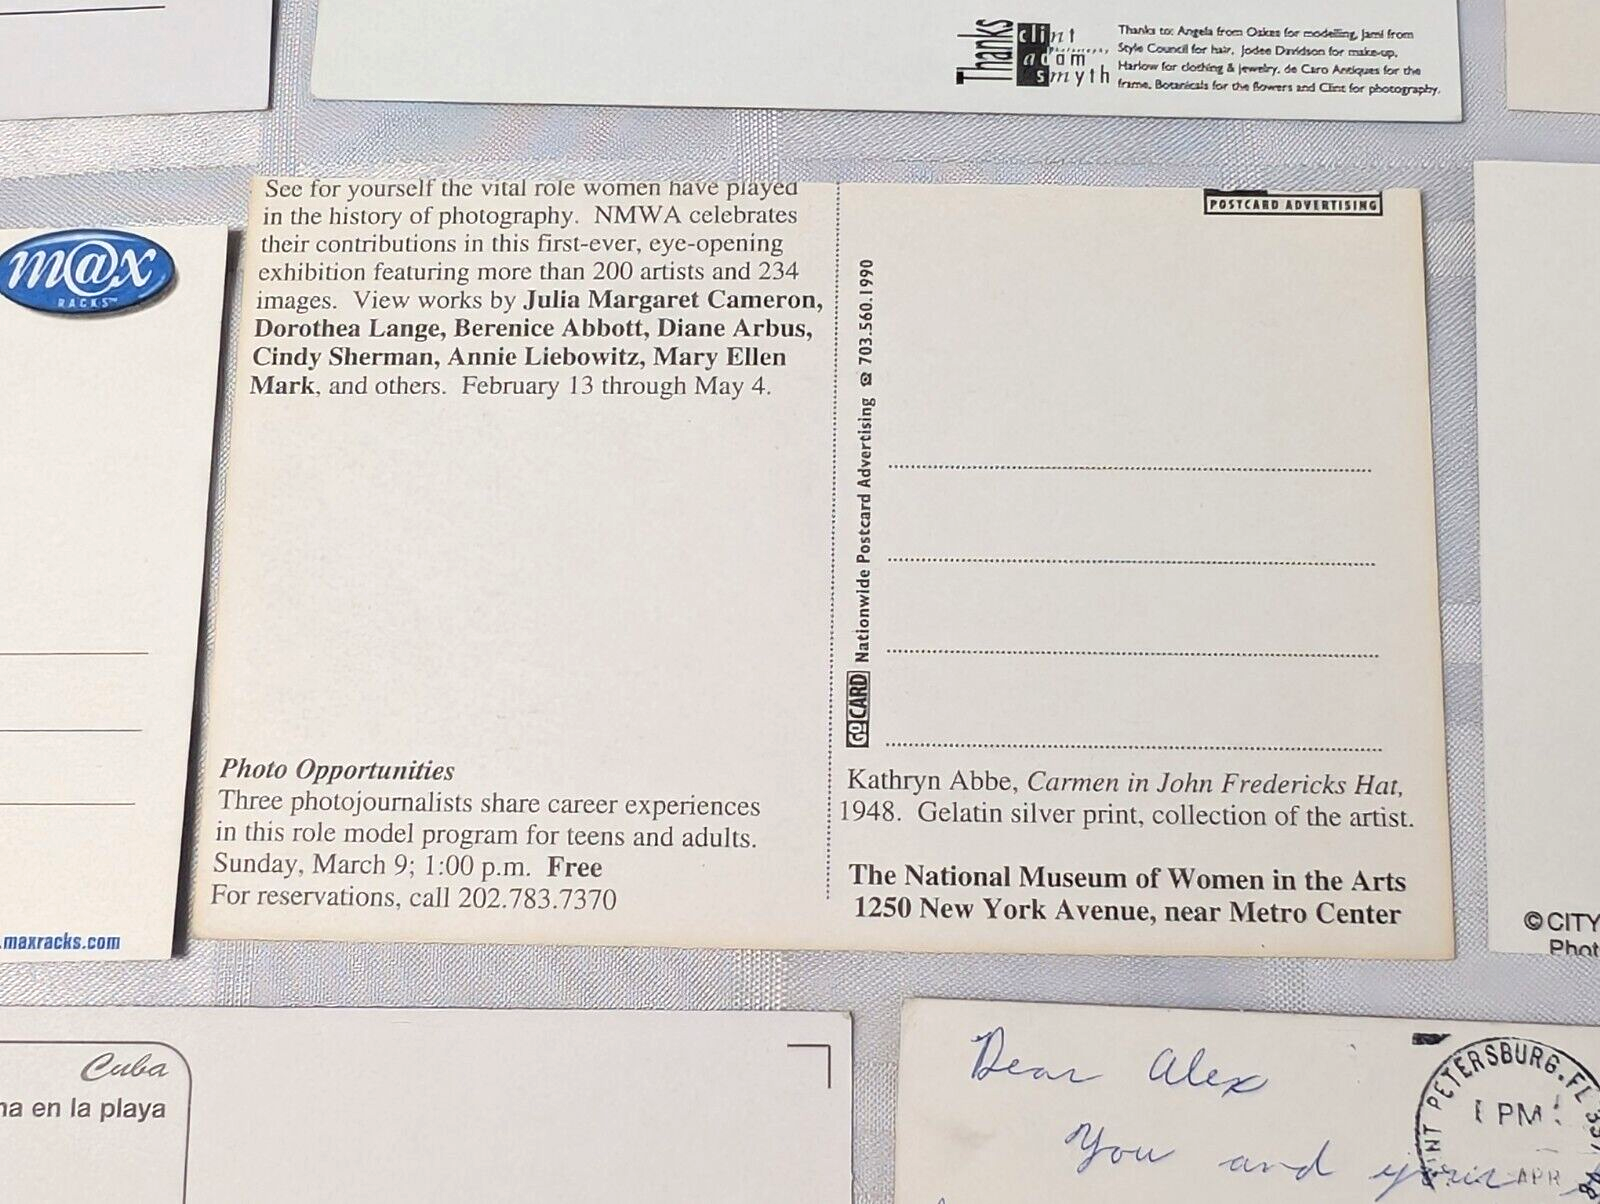 Thanks
clint
Photography
adam
smyth
Thanks to: Angela from Oakes for modelling, Jami from
Style Council for hair, Jodee Davidson for make-up,
Harlow for clothing & jewelry, de Caro Antiques for the
frame, Botanicals for the flowers and Clint for photography.
m@x
RACKS™
maxracks.com
See for yourself the vital role women have played
in the history of photography. NMWA celebrates
their contributions in this first-ever, eye-opening
exhibition featuring more than 200 artists and 234
images. View works by Julia Margaret Cameron,
Dorothea Lange, Berenice Abbott, Diane Arbus,
Cindy Sherman, Annie Liebowitz, Mary Ellen
Mark, and others. February 13 through May 4.
Photo Opportunities
Three photojournalists share career experiences
in this role model program for teens and adults.
Sunday, March 9; 1:00 p.m. Free
For reservations, call 202.783.7370
POSTCARD ADVERTISING
GOCARD Nationwide Postcard Advertising ☎ 703.560.1990
Kathryn Abbe, Carmen in John Fredericks Hat,
1948. Gelatin silver print, collection of the artist.
The National Museum of Women in the Arts
1250 New York Avenue, near Metro Center
© CITY
Phot
Cuba
na en la playa
Dear Alex
You and your
PETERSBURG, FL
1 PM
APR